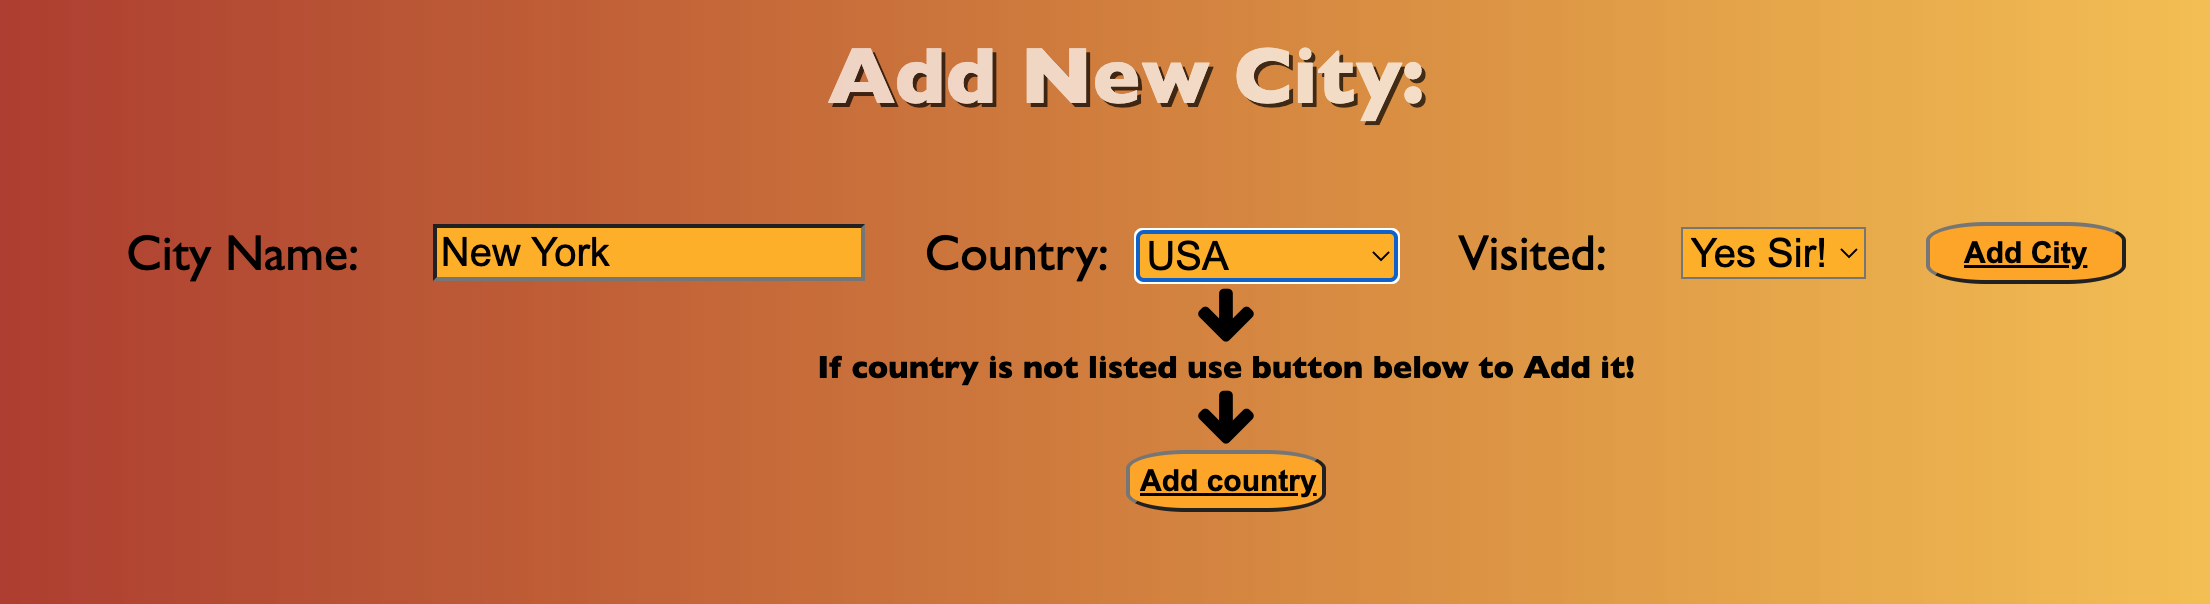 Add New City:
City Name: New York Country: USA Visited: Yes Sir! Add City
If country is not listed use button below to Add it!
Add country